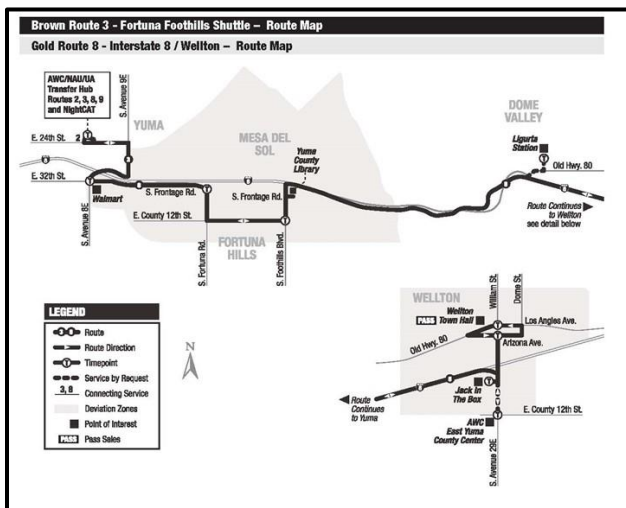 Brown Route 3 - Fortuna Foothills Shuttle – Route Map
Gold Route 8 - Interstate 8 / Wellton – Route Map
AWC/NAU/UA
Transfer Hub
Routes 2, 3, 8, 9
and NightCAT
S. Avenue 9E
YUMA
E. 24th St.
2
E. 32th St.
Walmart
S. Avenue 8E
S. Frontage Rd.
E. County 12th St.
S. Fortuna Rd.
FORTUNA
HILLS
MESA DEL
SOL
Yuma
County
Library
S. Frontage Rd.
S. Foothills Blvd.
DOME
VALLEY
Ligurta
Station
Old Hwy. 80
Route Continues
to Wellton
see detail below
LEGEND
Route
Route Direction
T Timepoint
Service by Request
3, 8 Connecting Service
Deviation Zones
Point of Interest
PASS Pass Sales
N
WELLTON
William St.
Dome St.
Wellton
PASS Town Hall
Los Angles Ave.
Old Hwy. 80
Arizona Ave.
Route
Continues
to Yuma
Jack In
The Box
E. County 12th St.
AWC
East Yuma
County Center
S. Avenue 29E